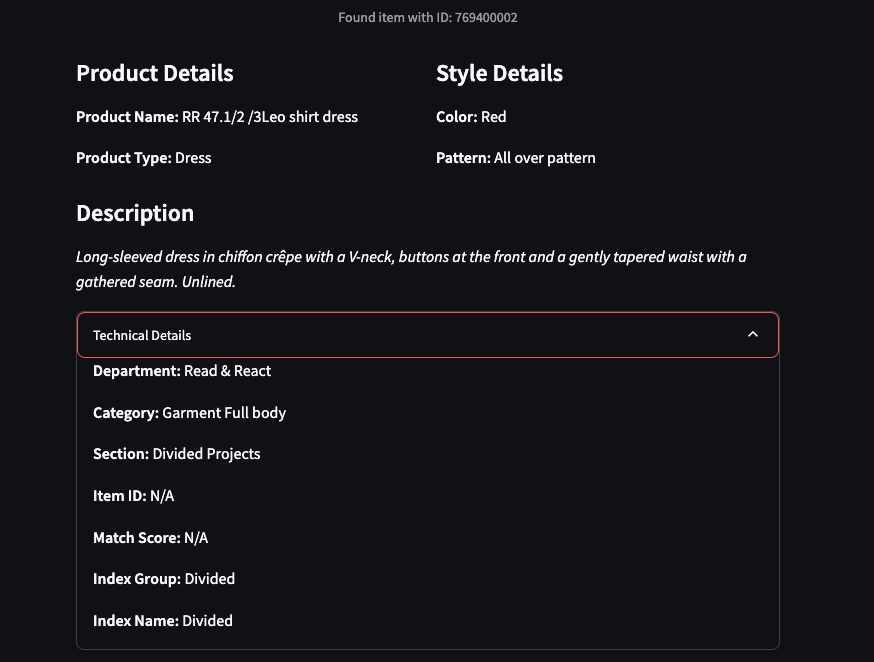 Found item with ID: 769400002
Product Details
Product Name: RR 47.1/2 /3Leo shirt dress
Product Type: Dress
Style Details
Color: Red
Pattern: All over pattern
Description
Long-sleeved dress in chiffon crêpe with a V-neck, buttons at the front and a gently tapered waist with a
gathered seam. Unlined.
Technical Details
Department: Read & React
Category: Garment Full body
Section: Divided Projects
Item ID: N/A
Match Score: N/A
Index Group: Divided
Index Name: Divided